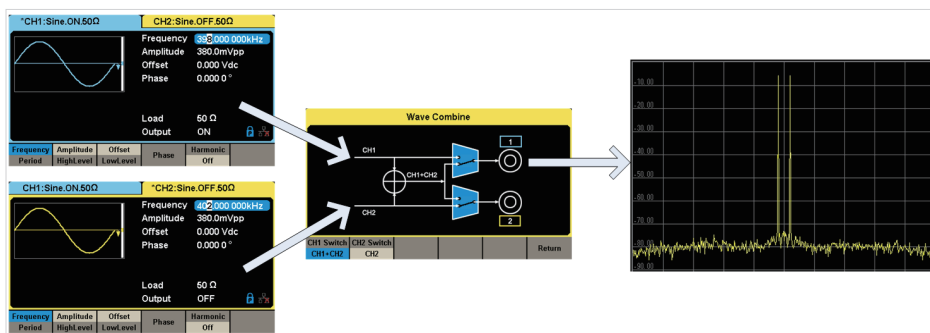 *CH1:Sine.ON.50Ω CH2:Sine.OFF.50Ω
Frequency 398.000 000kHz
Amplitude 380.0mVpp
Offset 0.000 Vdc
Phase 0.000 0 °
Load 50 Ω
Output ON
Frequency Amplitude Offset Phase Harmonic
Period HighLevel LowLevel Off
CH1:Sine.ON.50Ω *CH2:Sine.OFF.50Ω
Frequency 402.000 000kHz
Amplitude 380.0mVpp
Offset 0.000 Vdc
Phase 0.000 0 °
Load 50 Ω
Output OFF
Frequency Amplitude Offset Phase Harmonic
Period HighLevel LowLevel Off
Wave Combine
CH1
1
CH1+CH2
CH2
2
CH1 Switch CH2 Switch Return
CH1+CH2 CH2
-10.00
-20.00
-30.00
-40.00
-50.00
-60.00
-70.00
-80.00
-90.00